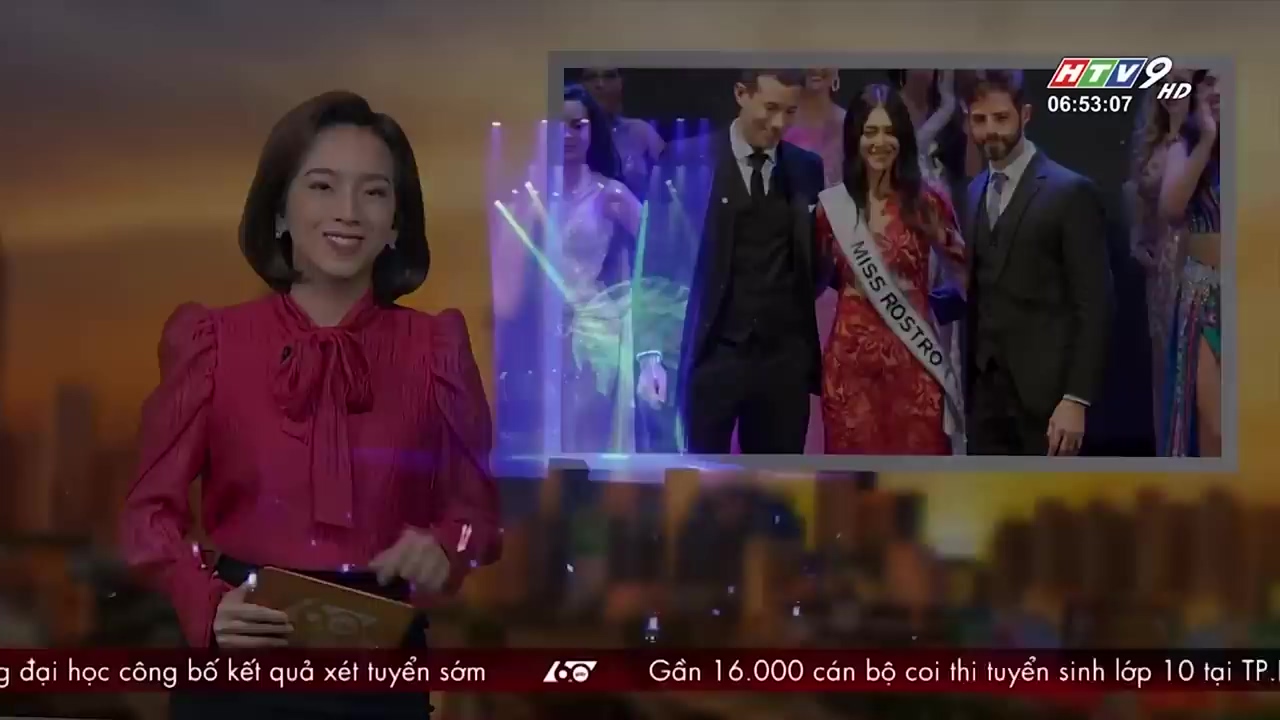 HTV9 HD
06:53:07
MISS ROSTRO
đại học công bố kết quả xét tuyển sớm
60 Gần 16.000 cán bộ coi thi tuyển sinh lớp 10 tại TP.